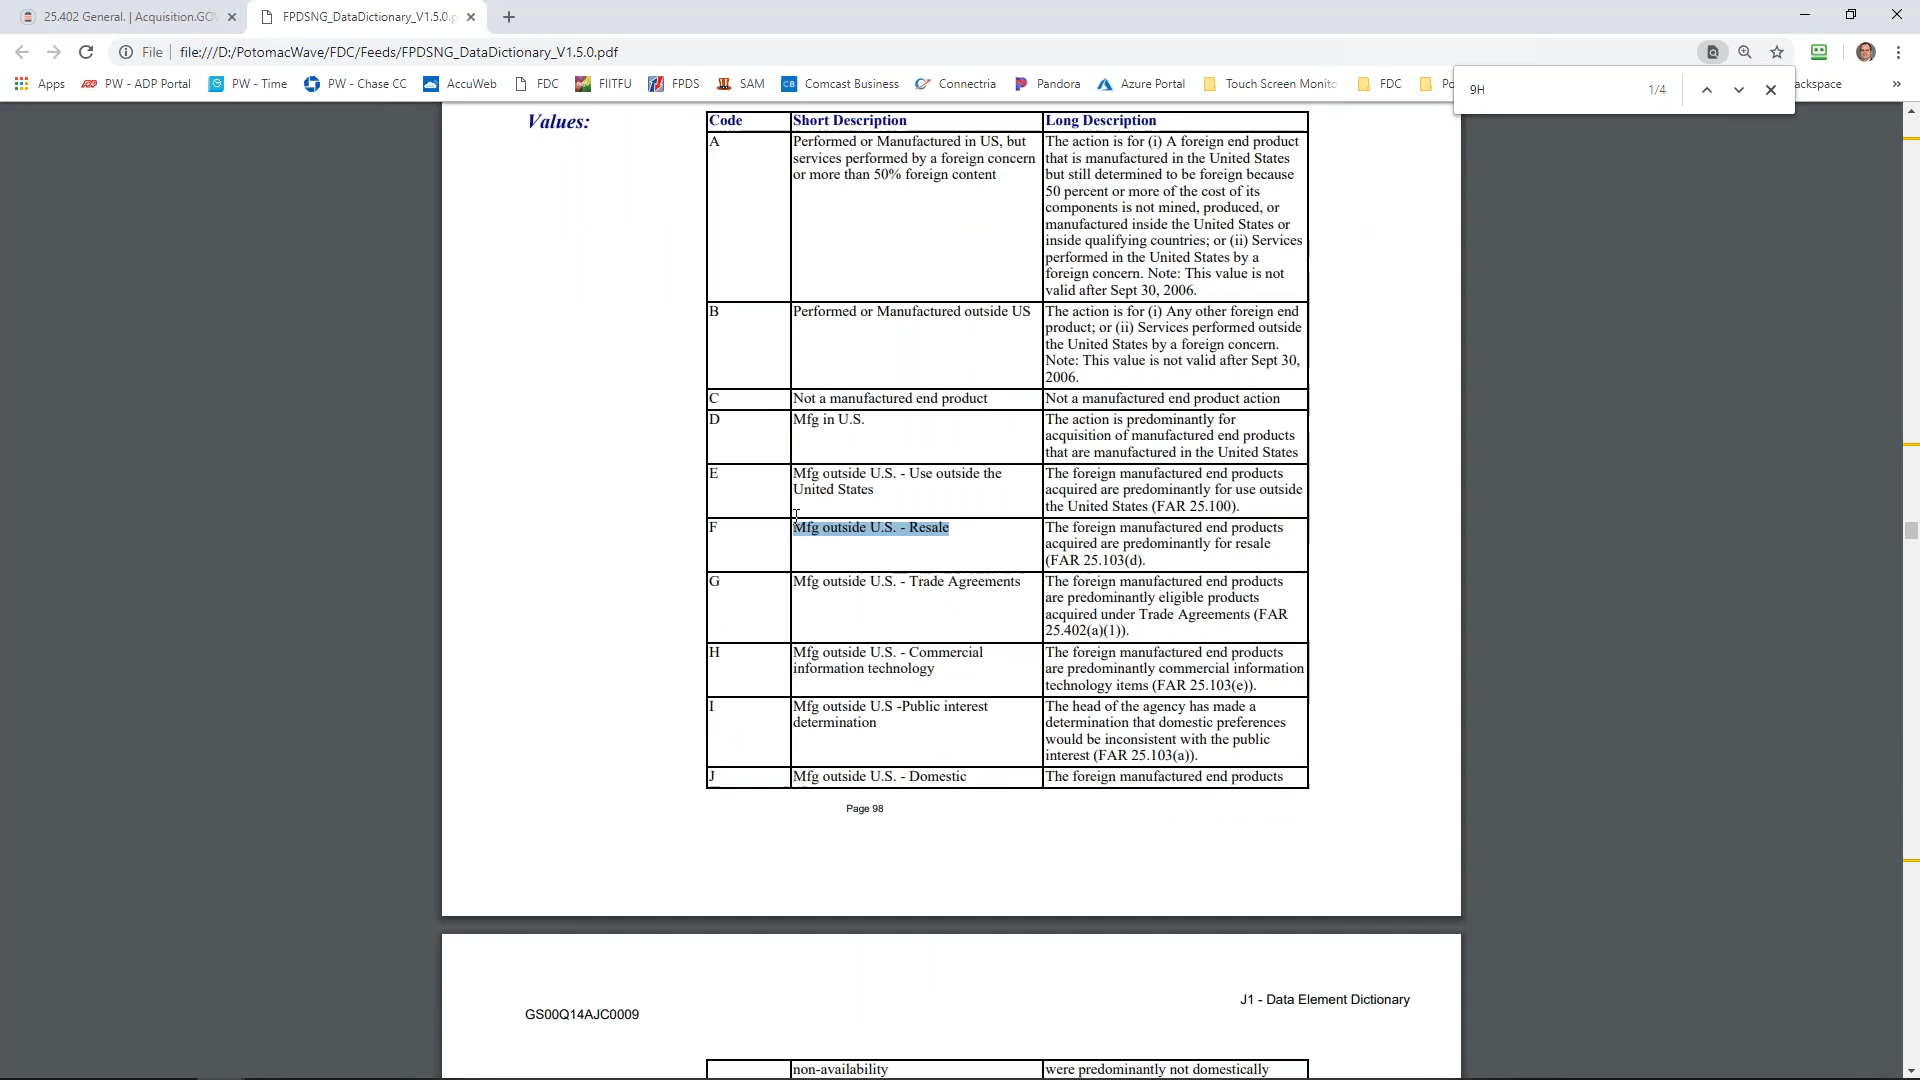 25.402 General. | Acquisition.GO
FPDSNG_DataDictionary_V1.5.0.p
File
file:///D:/PotomacWave/FDC/Feeds/FPDSNG_DataDictionary_V1.5.0.pdf
Apps
PW - ADP Portal
PW - Time
PW - Chase CC
AccuWeb
FDC
FIITFU
FPDS
SAM
Comcast Business
Connectria
Pandora
Azure Portal
Touch Screen Monito
FDC
Po
ackspace
9H
1/4
Values:
Code
Short Description
Long Description
A
Performed or Manufactured in US, but
services performed by a foreign concern
or more than 50% foreign content
The action is for (i) A foreign end product
that is manufactured in the United States
but still determined to be foreign because
50 percent or more of the cost of its
components is not mined, produced, or
manufactured inside the United States or
inside qualifying countries; or (ii) Services
performed in the United States by a
foreign concern. Note: This value is not
valid after Sept 30, 2006.
B
Performed or Manufactured outside US
The action is for (i) Any other foreign end
product; or (ii) Services performed outside
the United States by a foreign concern.
Note: This value is not valid after Sept 30,
2006.
C
Not a manufactured end product
Not a manufactured end product action
D
Mfg in U.S.
The action is predominantly for
acquisition of manufactured end products
that are manufactured in the United States
E
Mfg outside U.S. - Use outside the
United States
The foreign manufactured end products
acquired are predominantly for use outside
the United States (FAR 25.100).
F
Mfg outside U.S. - Resale
The foreign manufactured end products
acquired are predominantly for resale
(FAR 25.103(d).
G
Mfg outside U.S. - Trade Agreements
The foreign manufactured end products
are predominantly eligible products
acquired under Trade Agreements (FAR
25.402(a)(1)).
H
Mfg outside U.S. - Commercial
information technology
The foreign manufactured end products
are predominantly commercial information
technology items (FAR 25.103(e)).
I
Mfg outside U.S -Public interest
determination
The head of the agency has made a
determination that domestic preferences
would be inconsistent with the public
interest (FAR 25.103(a)).
J
Mfg outside U.S. - Domestic
The foreign manufactured end products
Page 98
J1 - Data Element Dictionary
GS00Q14AJC0009
non-availability
were predominantly not domestically